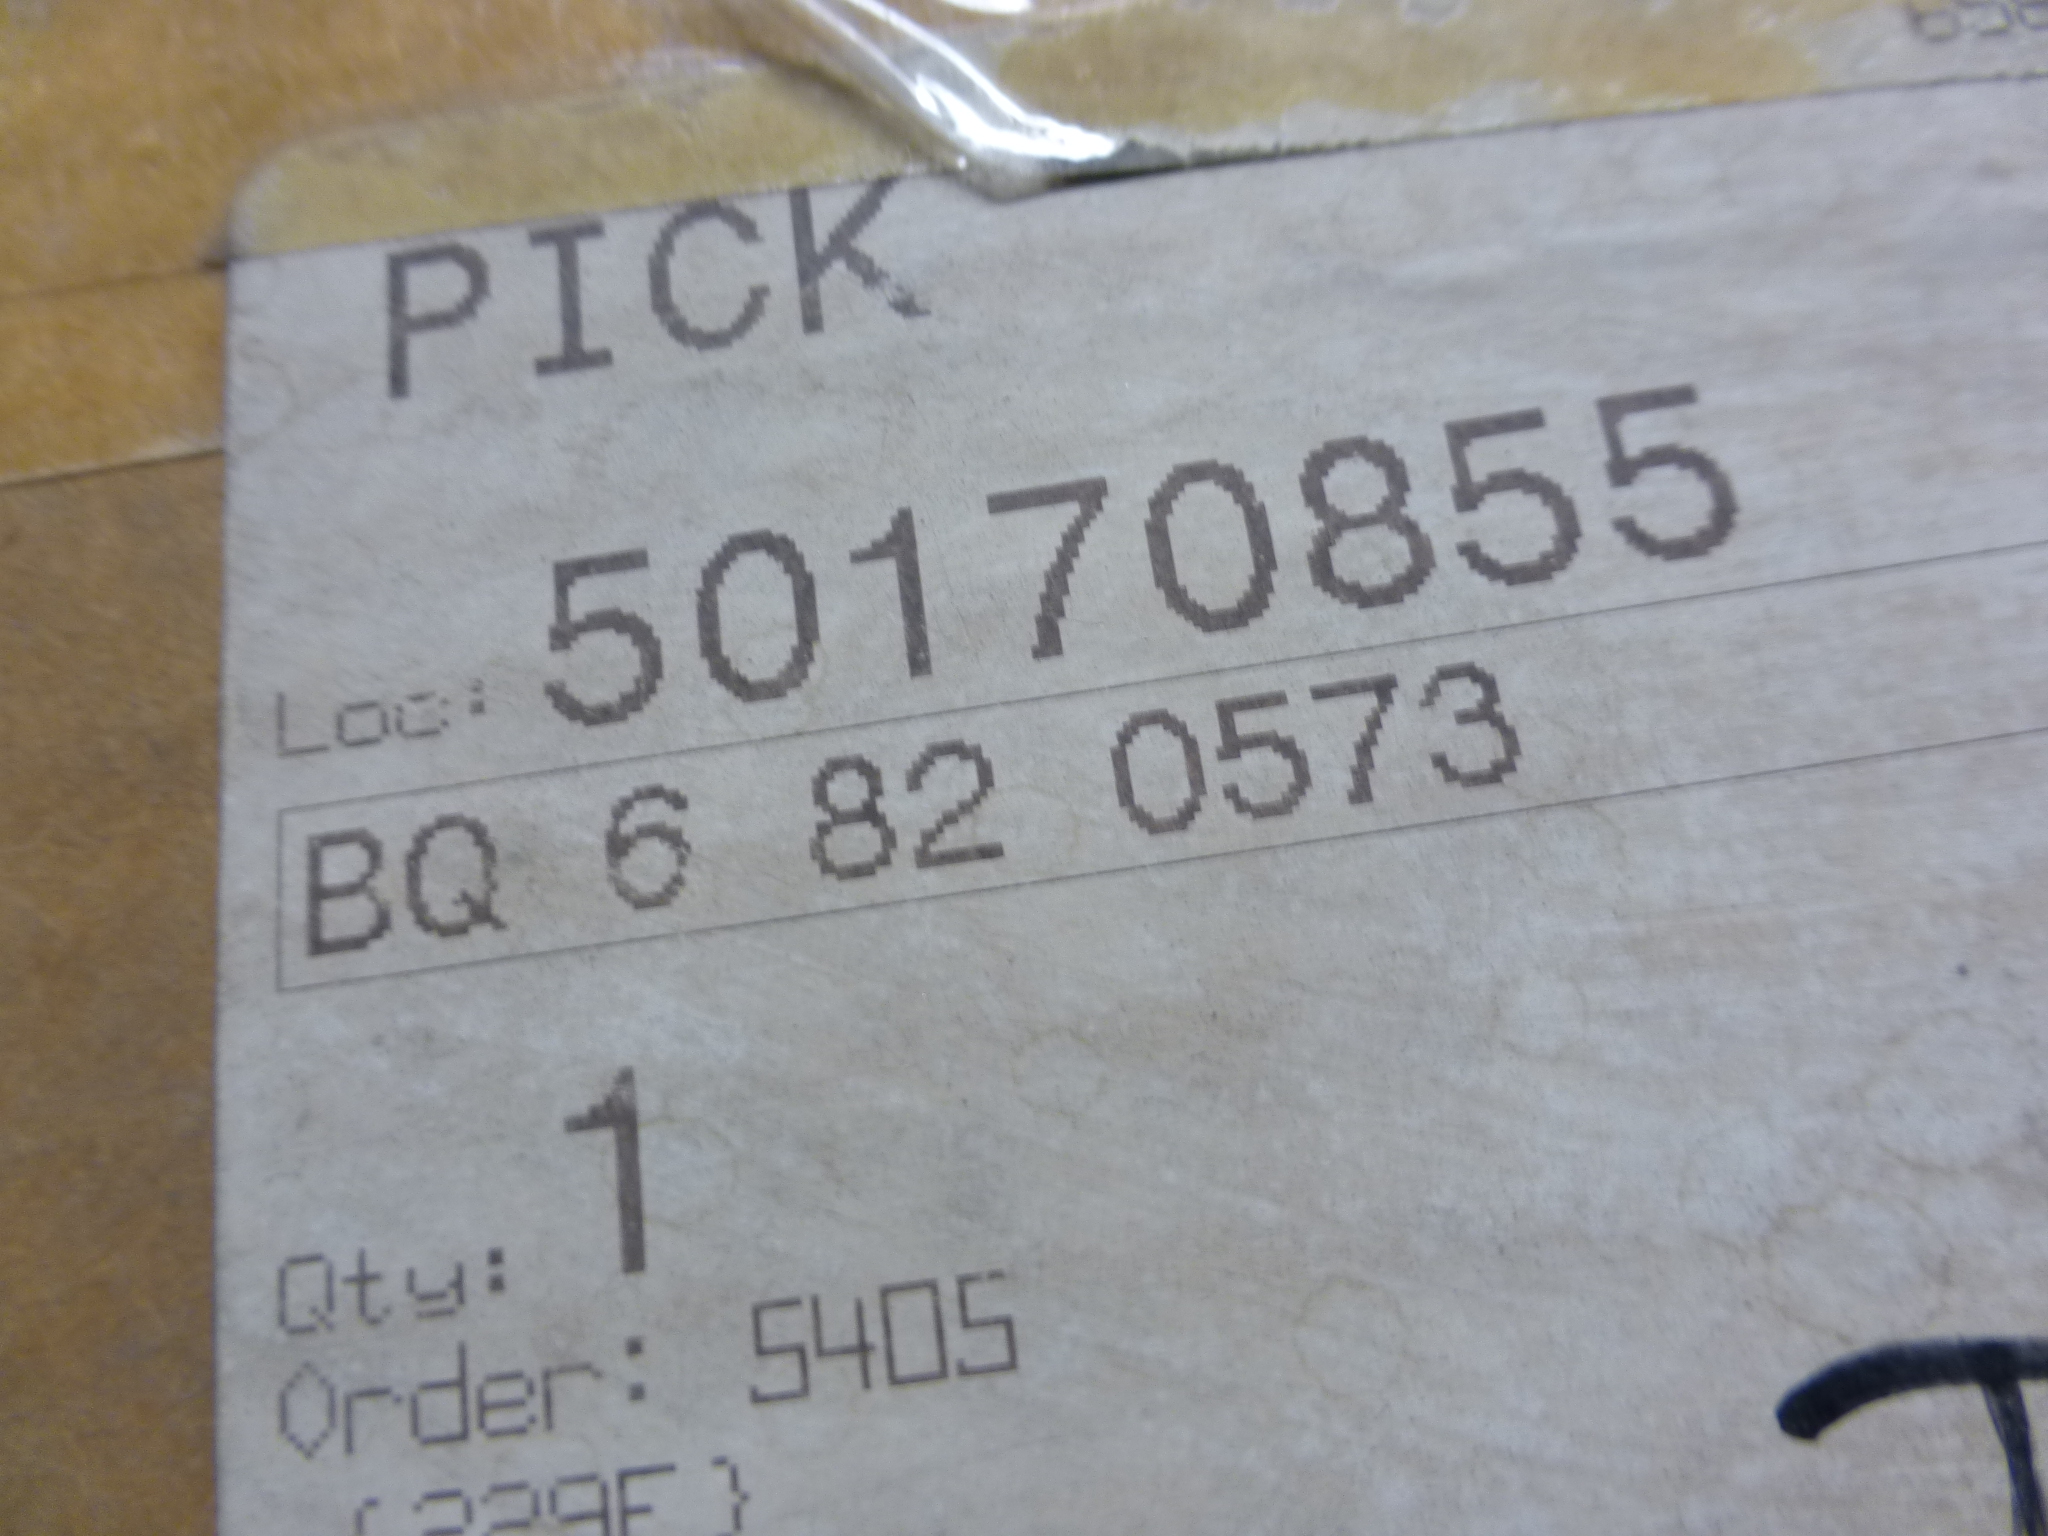 PICK
Loc: 50170855
BQ 6 82 0573
Qty: 1
Order: 5405